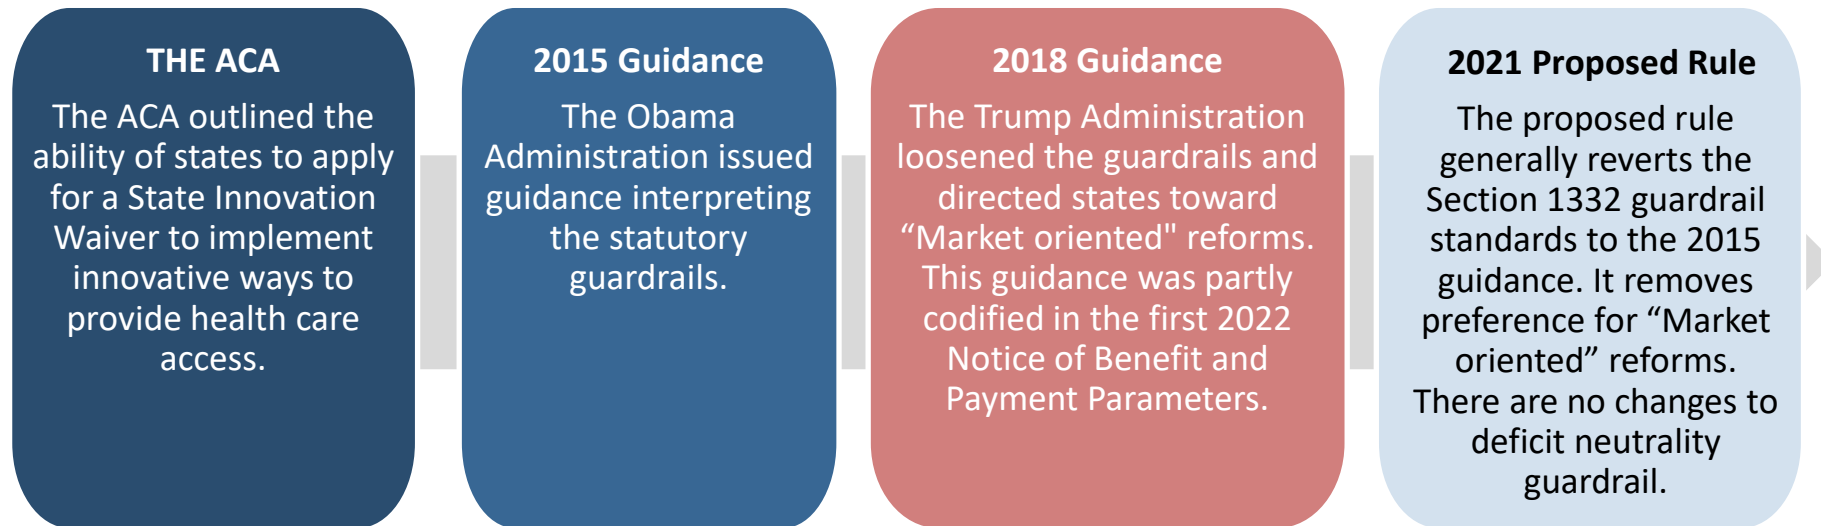 THE ACA
The ACA outlined the
ability of states to apply
for a State Innovation
Waiver to implement
innovative ways to
provide health care
access.
2015 Guidance
The Obama
Administration issued
guidance interpreting
the statutory
guardrails.
2018 Guidance
The Trump Administration
loosened the guardrails and
directed states toward
“Market oriented" reforms.
This guidance was partly
codified in the first 2022
Notice of Benefit and
Payment Parameters.
2021 Proposed Rule
The proposed rule
generally reverts the
Section 1332 guardrail
standards to the 2015
guidance. It removes
preference for “Market
oriented” reforms.
There are no changes to
deficit neutrality
guardrail.